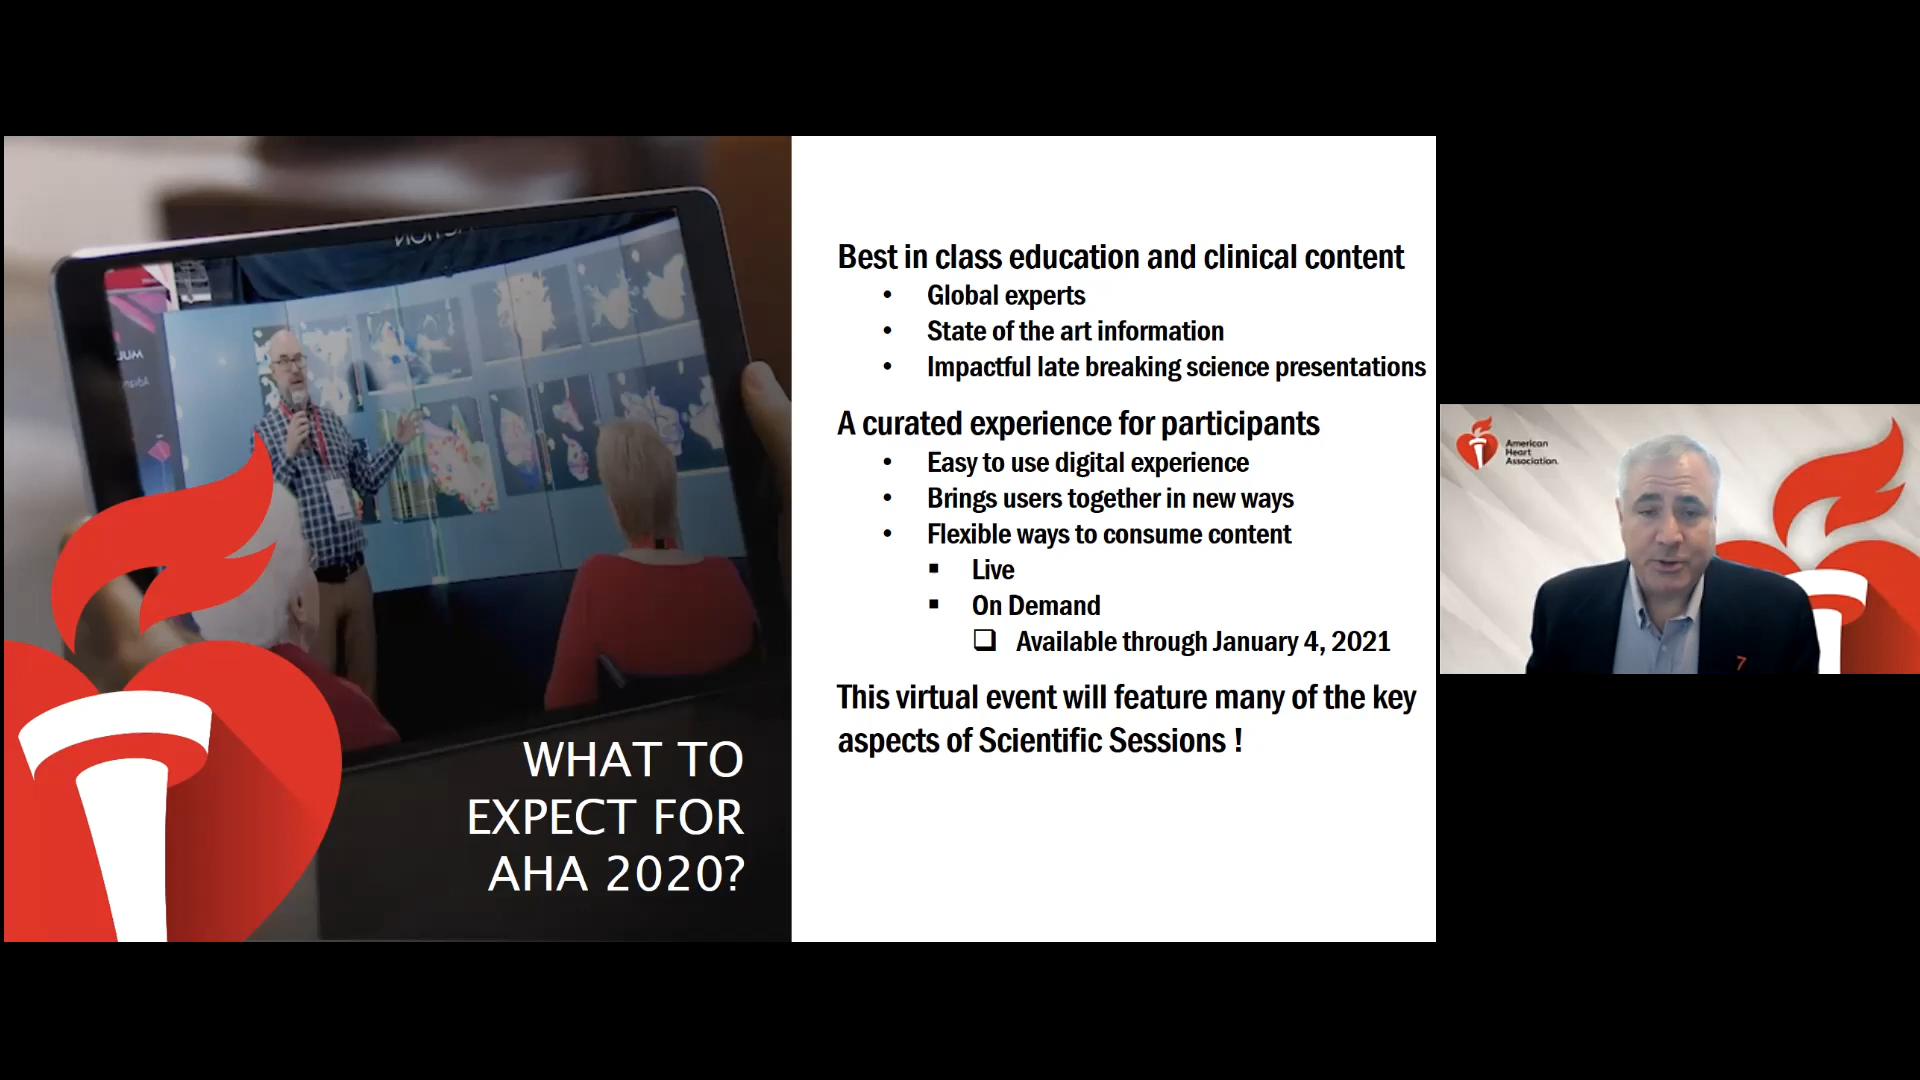 WHAT TO
EXPECT FOR
AHA 2020?
Best in class education and clinical content
• Global experts
• State of the art information
• Impactful late breaking science presentations
A curated experience for participants
• Easy to use digital experience
• Brings users together in new ways
• Flexible ways to consume content
▪ Live
▪ On Demand
❑ Available through January 4, 2021
This virtual event will feature many of the key
aspects of Scientific Sessions !
American
Heart
Association.